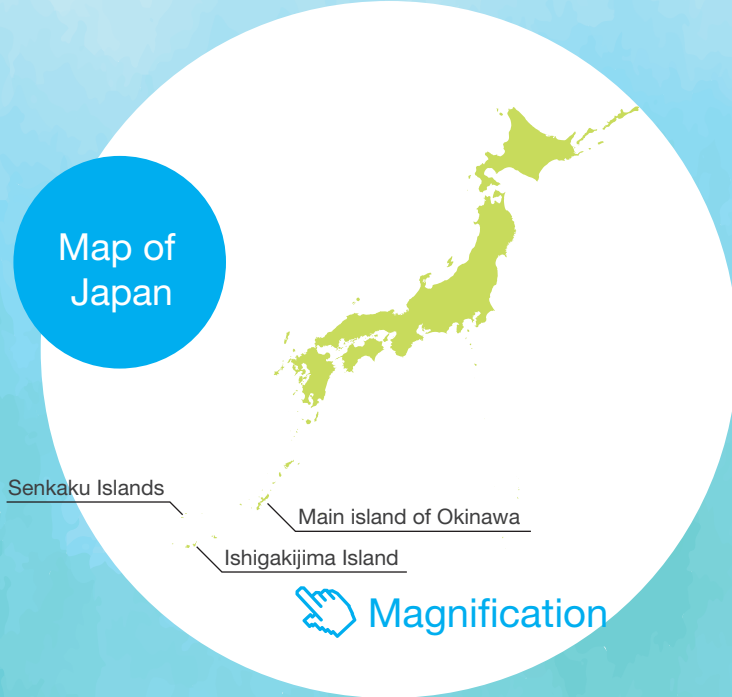 Map of
Japan
Senkaku Islands
Main island of Okinawa
Ishigakijima Island
Magnification